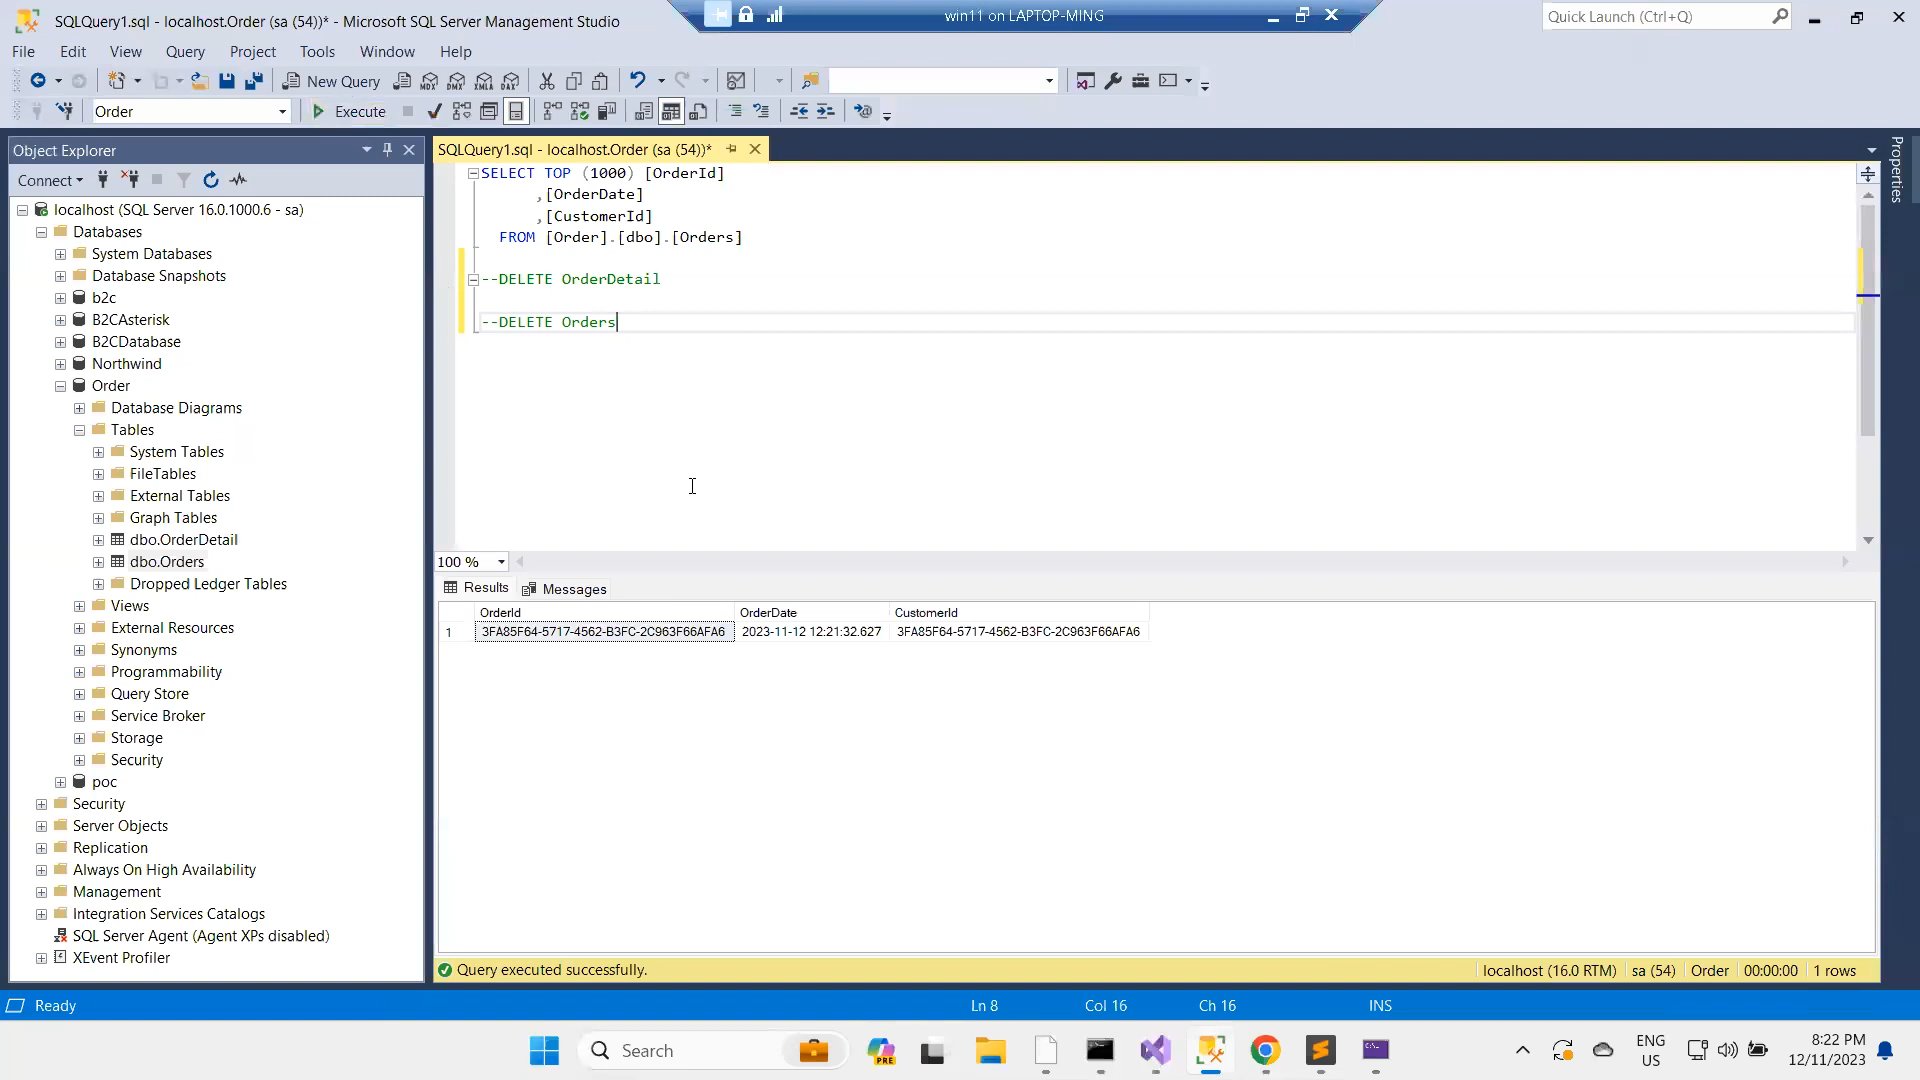 SQLQuery1.sql - localhost.Order (sa (54))* - Microsoft SQL Server Management Studio
win11 on LAPTOP-MING
Quick Launch (Ctrl+Q)
File Edit View Query Project Tools Window Help
New Query
MDX DMX XMLA DAX
Order
Execute
Object Explorer
SQLQuery1.sql - localhost.Order (sa (54))*
Properties
Connect
localhost (SQL Server 16.0.1000.6 - sa)
Databases
System Databases
Database Snapshots
b2c
B2CAsterisk
B2CDatabase
Northwind
Order
Database Diagrams
Tables
System Tables
FileTables
External Tables
Graph Tables
dbo.OrderDetail
dbo.Orders
Dropped Ledger Tables
Views
External Resources
Synonyms
Programmability
Query Store
Service Broker
Storage
Security
poc
Security
Server Objects
Replication
Always On High Availability
Management
Integration Services Catalogs
SQL Server Agent (Agent XPs disabled)
XEvent Profiler
SELECT TOP (1000) [OrderId]
,[OrderDate]
,[CustomerId]
FROM [Order].[dbo].[Orders]
--DELETE OrderDetail
--DELETE Orders
100 %
Results Messages
OrderId OrderDate CustomerId
1 3FA85F64-5717-4562-B3FC-2C963F66AFA6 2023-11-12 12:21:32.627 3FA85F64-5717-4562-B3FC-2C963F66AFA6
Query executed successfully.
localhost (16.0 RTM) sa (54) Order 00:00:00 1 rows
Ready Ln 8 Col 16 Ch 16 INS
Search
PRE
ENG
US
8:22 PM
12/11/2023